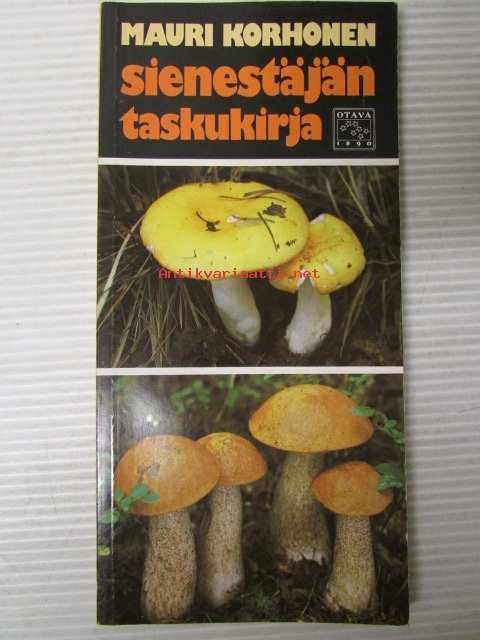 MAURI KORHONEN
sienestäjän
taskukirja
OTAVA
1890
Antikvariaatti.net